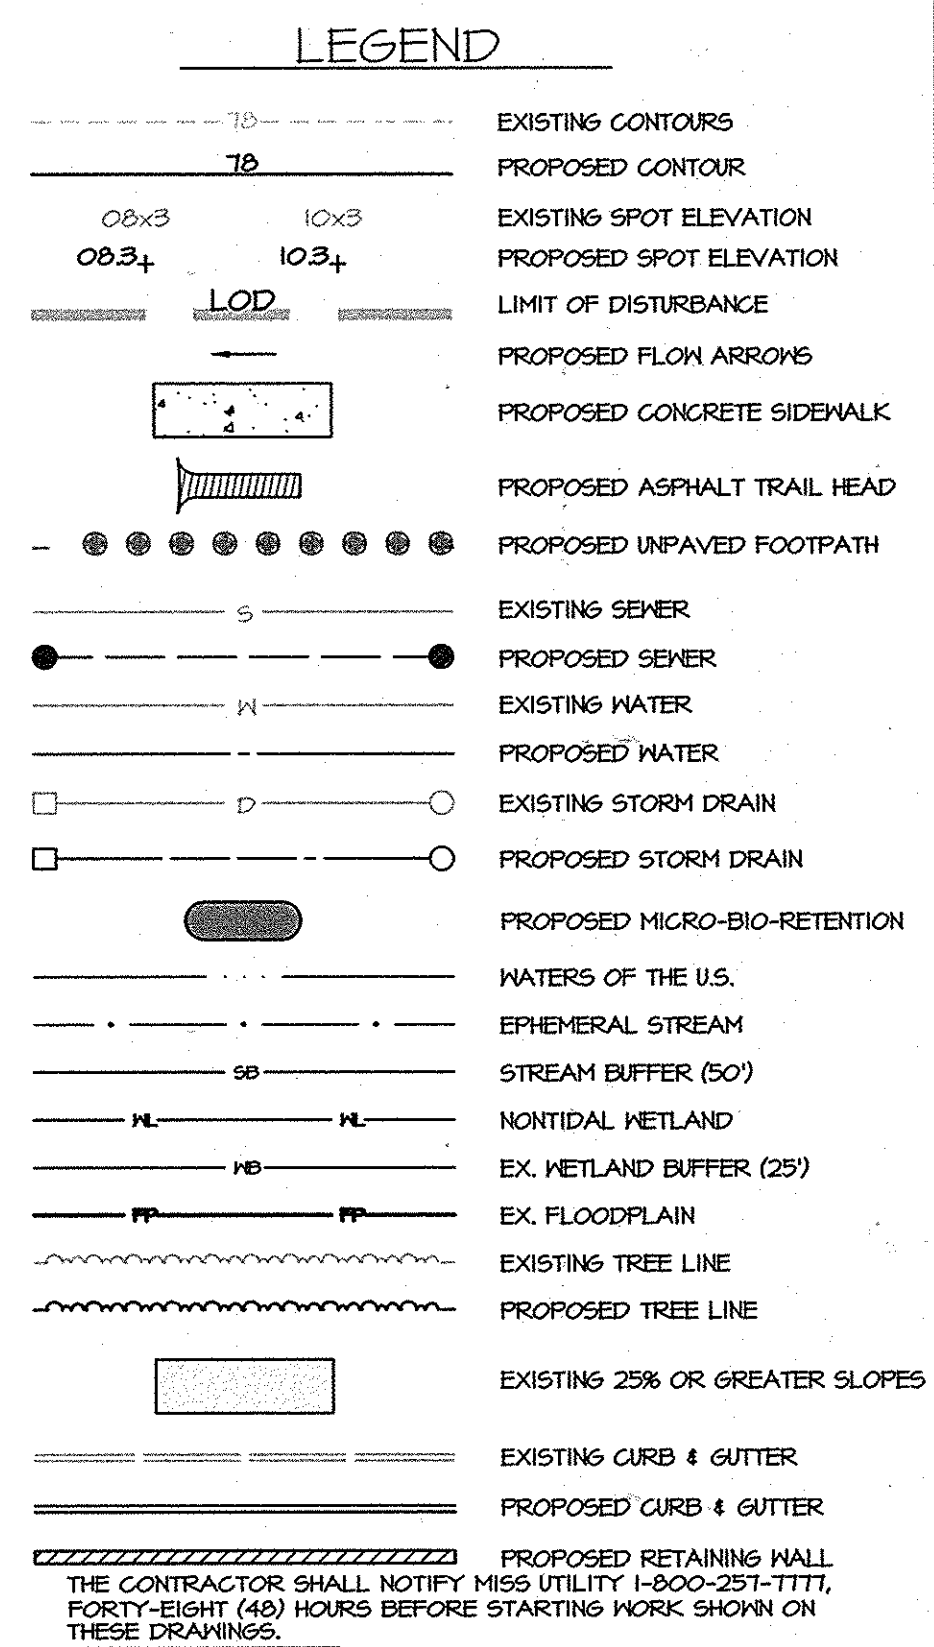 LEGEND
78 EXISTING CONTOURS
78 PROPOSED CONTOUR
08x3 10x3 EXISTING SPOT ELEVATION
08.3+ 10.3+ PROPOSED SPOT ELEVATION
LOD LIMIT OF DISTURBANCE
PROPOSED FLOW ARROWS
PROPOSED CONCRETE SIDEWALK
PROPOSED ASPHALT TRAIL HEAD
PROPOSED UNPAVED FOOTPATH
S EXISTING SEWER
PROPOSED SEWER
W EXISTING WATER
PROPOSED WATER
D EXISTING STORM DRAIN
PROPOSED STORM DRAIN
PROPOSED MICRO-BIO-RETENTION
WATERS OF THE U.S.
EPHEMERAL STREAM
SB STREAM BUFFER (50')
WL WL NONTIDAL WETLAND
WB EX. WETLAND BUFFER (25')
FP FP EX. FLOODPLAIN
EXISTING TREE LINE
PROPOSED TREE LINE
EXISTING 25% OR GREATER SLOPES
EXISTING CURB & GUTTER
PROPOSED CURB & GUTTER
PROPOSED RETAINING WALL
THE CONTRACTOR SHALL NOTIFY MISS UTILITY 1-800-257-7777,
FORTY-EIGHT (48) HOURS BEFORE STARTING WORK SHOWN ON
THESE DRAWINGS.